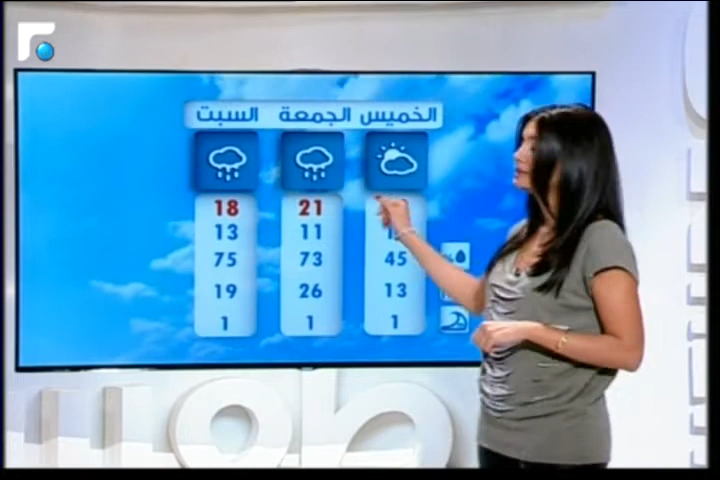 الخميس الجمعة السبت
21 18
11 13
45 73 75
13 26 19
1 1 1